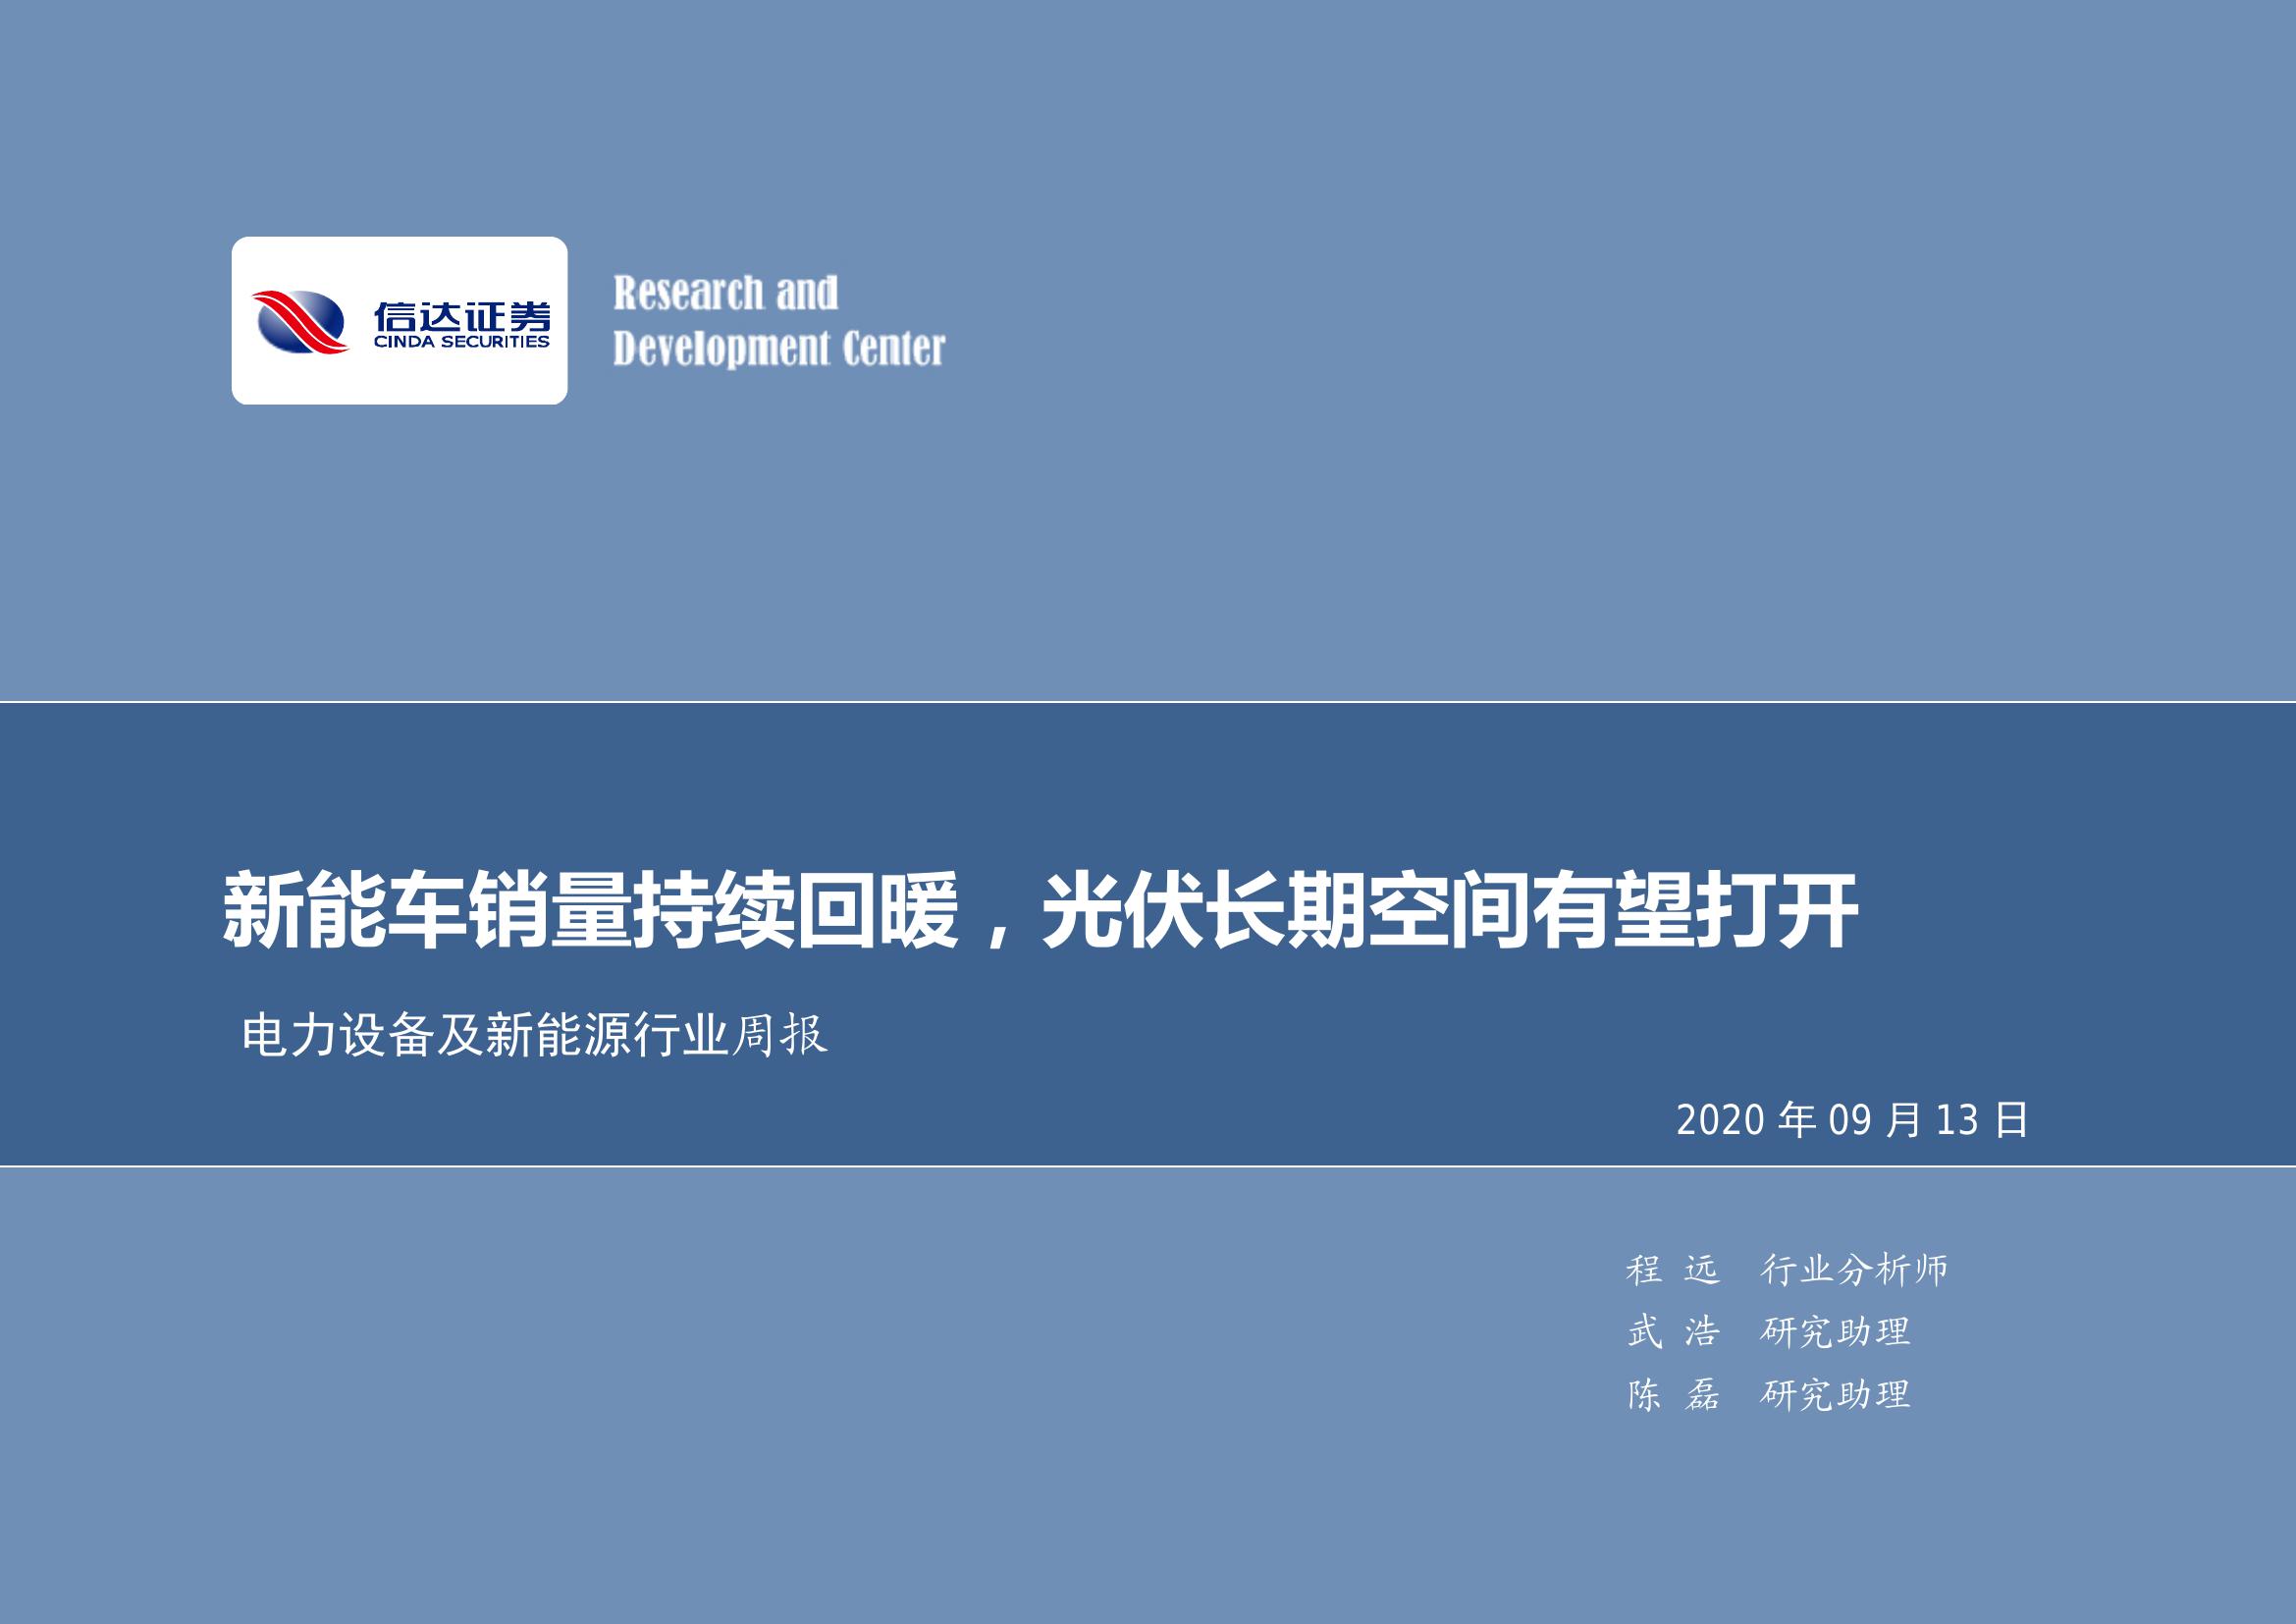 信达证券
CINDA SECURITIES
Research and
Development Center
新能车销量持续回暖，光伏长期空间有望打开
电力设备及新能源行业周报
2020 年 09 月 13 日
程 远 行业分析师
武 浩 研究助理
陈 磊 研究助理